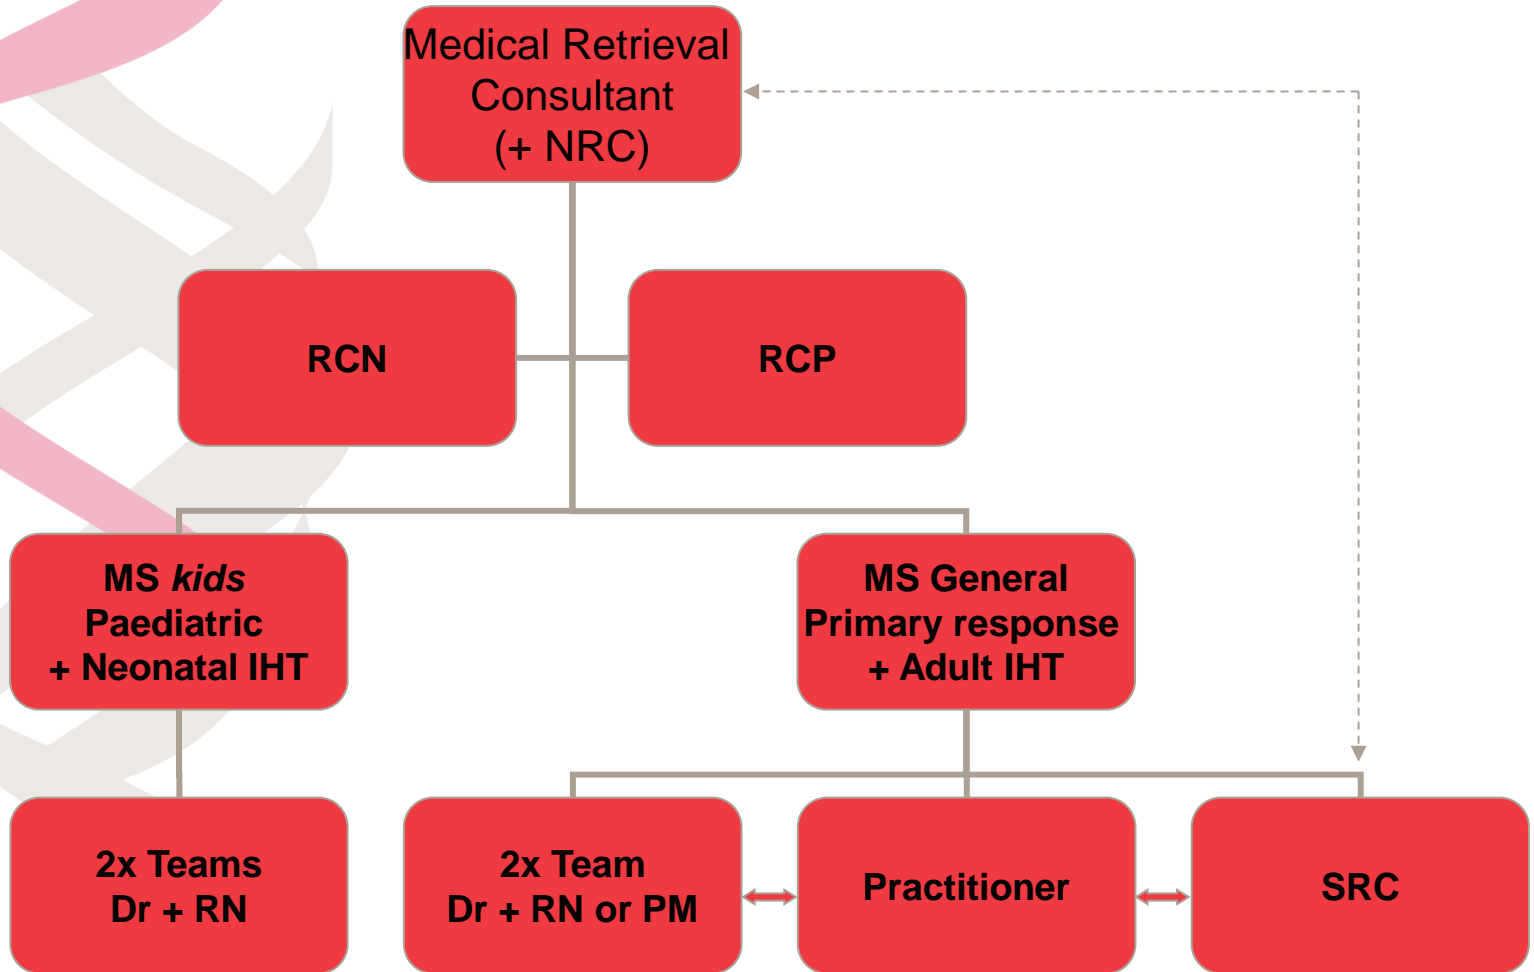 Medical Retrieval
Consultant
(+ NRC)
RCN
RCP
MS kids
Paediatric
+ Neonatal IHT
MS General
Primary response
+ Adult IHT
2x Teams
Dr + RN
2x Team
Dr + RN or PM
Practitioner
SRC